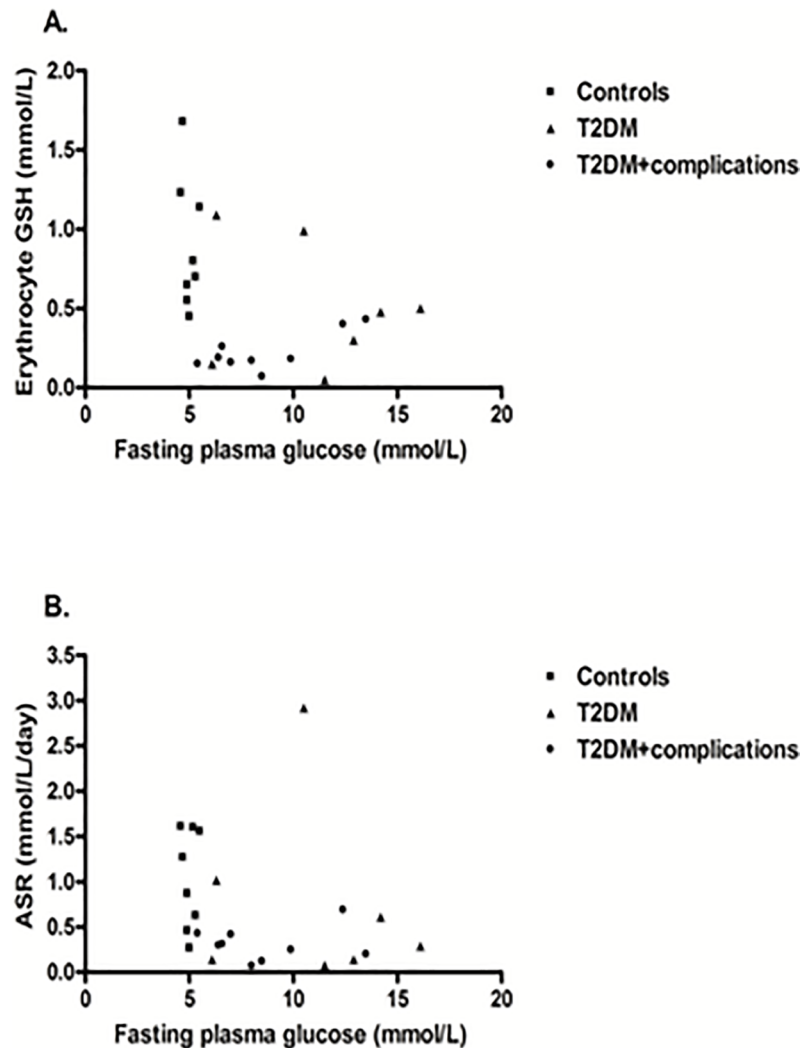 A.
Erythrocyte GSH (mmol/L)
2.0
1.5
1.0
0.5
0.0
0 5 10 15 20
Fasting plasma glucose (mmol/L)
Controls
T2DM
T2DM+complications
B.
ASR (mmol/L/day)
3.5
3.0
2.5
2.0
1.5
1.0
0.5
0.0
0 5 10 15 20
Fasting plasma glucose (mmol/L)
Controls
T2DM
T2DM+complications